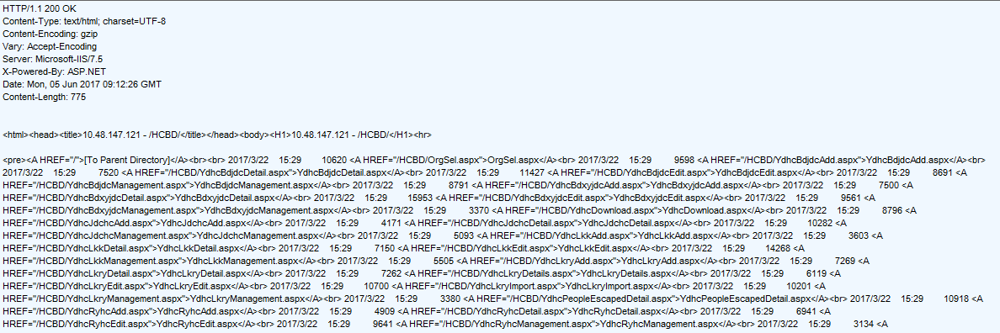 HTTP/1.1 200 OK
Content-Type: text/html; charset=UTF-8
Content-Encoding: gzip
Vary: Accept-Encoding
Server: Microsoft-IIS/7.5
X-Powered-By: ASP.NET
Date: Mon, 05 Jun 2017 09:12:26 GMT
Content-Length: 775
<html><head><title>10.48.147.121 - /HCBD/</title></head><body><H1>10.48.147.121 - /HCBD/</H1><hr>
<pre><A HREF="/">[To Parent Directory]</A><br><br> 2017/3/22    15:29        10620 <A HREF="/HCBD/OrgSel.aspx">OrgSel.aspx</A><br> 2017/3/22    15:29        9598 <A HREF="/HCBD/YdhcBdjdcAdd.aspx">YdhcBdjdcAdd.aspx</A><br>
2017/3/22    15:29        7520 <A HREF="/HCBD/YdhcBdjdcDetail.aspx">YdhcBdjdcDetail.aspx</A><br> 2017/3/22    15:29        11427 <A HREF="/HCBD/YdhcBdjdcEdit.aspx">YdhcBdjdcEdit.aspx</A><br> 2017/3/22    15:29        8691 <A
HREF="/HCBD/YdhcBdjdcManagement.aspx">YdhcBdjdcManagement.aspx</A><br> 2017/3/22    15:29        8791 <A HREF="/HCBD/YdhcBdxyjdcAdd.aspx">YdhcBdxyjdcAdd.aspx</A><br> 2017/3/22    15:29        7500 <A
HREF="/HCBD/YdhcBdxyjdcDetail.aspx">YdhcBdxyjdcDetail.aspx</A><br> 2017/3/22    15:29        15953 <A HREF="/HCBD/YdhcBdxyjdcEdit.aspx">YdhcBdxyjdcEdit.aspx</A><br> 2017/3/22    15:29        9561 <A
HREF="/HCBD/YdhcBdxyjdcManagement.aspx">YdhcBdxyjdcManagement.aspx</A><br> 2017/3/22    15:29        3370 <A HREF="/HCBD/YdhcDownload.aspx">YdhcDownload.aspx</A><br> 2017/3/22    15:29        8796 <A
HREF="/HCBD/YdhcJdchcAdd.aspx">YdhcJdchcAdd.aspx</A><br> 2017/3/22    15:29        4171 <A HREF="/HCBD/YdhcJdchcDetail.aspx">YdhcJdchcDetail.aspx</A><br> 2017/3/22    15:29        10282 <A
HREF="/HCBD/YdhcJdchcManagement.aspx">YdhcJdchcManagement.aspx</A><br> 2017/3/22    15:29        5093 <A HREF="/HCBD/YdhcLkkAdd.aspx">YdhcLkkAdd.aspx</A><br> 2017/3/22    15:29        3603 <A
HREF="/HCBD/YdhcLkkDetail.aspx">YdhcLkkDetail.aspx</A><br> 2017/3/22    15:29        7150 <A HREF="/HCBD/YdhcLkkEdit.aspx">YdhcLkkEdit.aspx</A><br> 2017/3/22    15:29        14268 <A
HREF="/HCBD/YdhcLkkManagement.aspx">YdhcLkkManagement.aspx</A><br> 2017/3/22    15:29        5505 <A HREF="/HCBD/YdhcLkryAdd.aspx">YdhcLkryAdd.aspx</A><br> 2017/3/22    15:29        7269 <A
HREF="/HCBD/YdhcLkryDetail.aspx">YdhcLkryDetail.aspx</A><br> 2017/3/22    15:29        7262 <A HREF="/HCBD/YdhcLkryDetails.aspx">YdhcLkryDetails.aspx</A><br> 2017/3/22    15:29        6119 <A
HREF="/HCBD/YdhcLkryEdit.aspx">YdhcLkryEdit.aspx</A><br> 2017/3/22    15:29        10700 <A HREF="/HCBD/YdhcLkryImport.aspx">YdhcLkryImport.aspx</A><br> 2017/3/22    15:29        10201 <A
HREF="/HCBD/YdhcLkryManagement.aspx">YdhcLkryManagement.aspx</A><br> 2017/3/22    15:29        3380 <A HREF="/HCBD/YdhcPeopleEscapedDetail.aspx">YdhcPeopleEscapedDetail.aspx</A><br> 2017/3/22    15:29        10918 <A
HREF="/HCBD/YdhcRyhcAdd.aspx">YdhcRyhcAdd.aspx</A><br> 2017/3/22    15:29        4909 <A HREF="/HCBD/YdhcRyhcDetail.aspx">YdhcRyhcDetail.aspx</A><br> 2017/3/22    15:29        6941 <A
HREF="/HCBD/YdhcRyhcEdit.aspx">YdhcRyhcEdit.aspx</A><br> 2017/3/22    15:29        9641 <A HREF="/HCBD/YdhcRyhcManagement.aspx">YdhcRyhcManagement.aspx</A><br> 2017/3/22    15:29        3134 <A